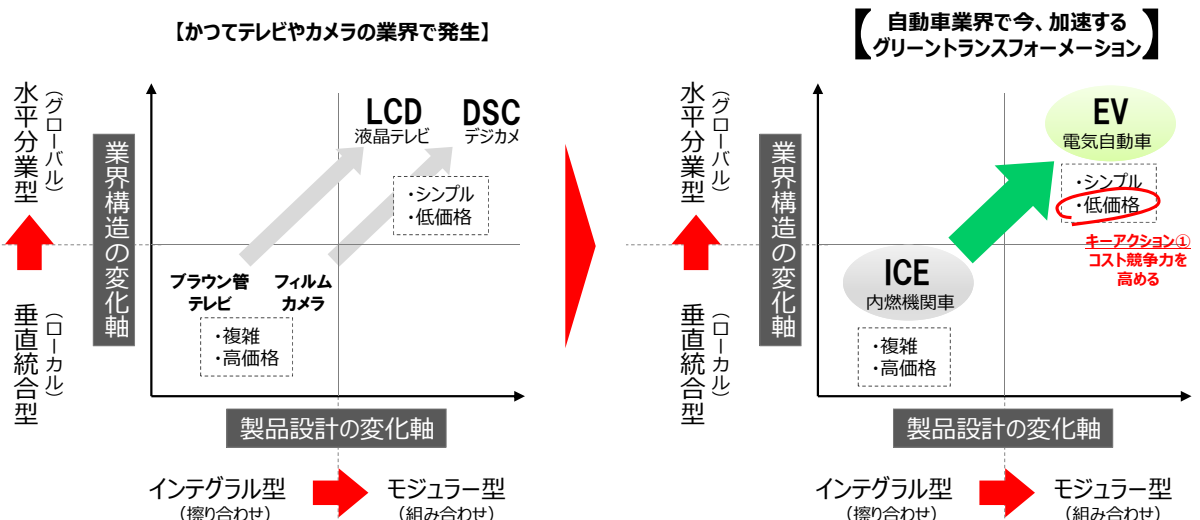 【かつてテレビやカメラの業界で発生】
水平分業型
（グローバル）
業界構造の変化軸
垂直統合型
（ローカル）
LCD
液晶テレビ
DSC
デジカメ
・シンプル
・低価格
ブラウン管
テレビ
フィルム
カメラ
・複雑
・高価格
製品設計の変化軸
インテグラル型
（擦り合わせ）
モジュラー型
（組み合わせ）
【自動車業界で今、加速する
グリーントランスフォーメーション】
水平分業型
（グローバル）
業界構造の変化軸
垂直統合型
（ローカル）
EV
電気自動車
・シンプル
・低価格
キーアクション①
コスト競争力を
高める
ICE
内燃機関車
・複雑
・高価格
製品設計の変化軸
インテグラル型
（擦り合わせ）
モジュラー型
（組み合わせ）